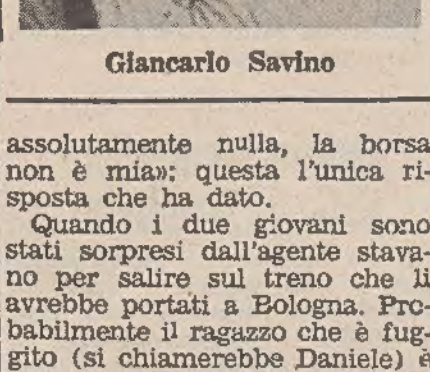 Giancarlo Savino
assolutamente nulla, la borsa
non è mia»: questa l'unica ri-
sposta che ha dato.
Quando i due giovani sono
stati sorpresi dall'agente stava-
no per salire sul treno che li
avrebbe portati a Bologna. Pro-
babilmente il ragazzo che è fug-
gito (si chiamerebbe Daniele) è